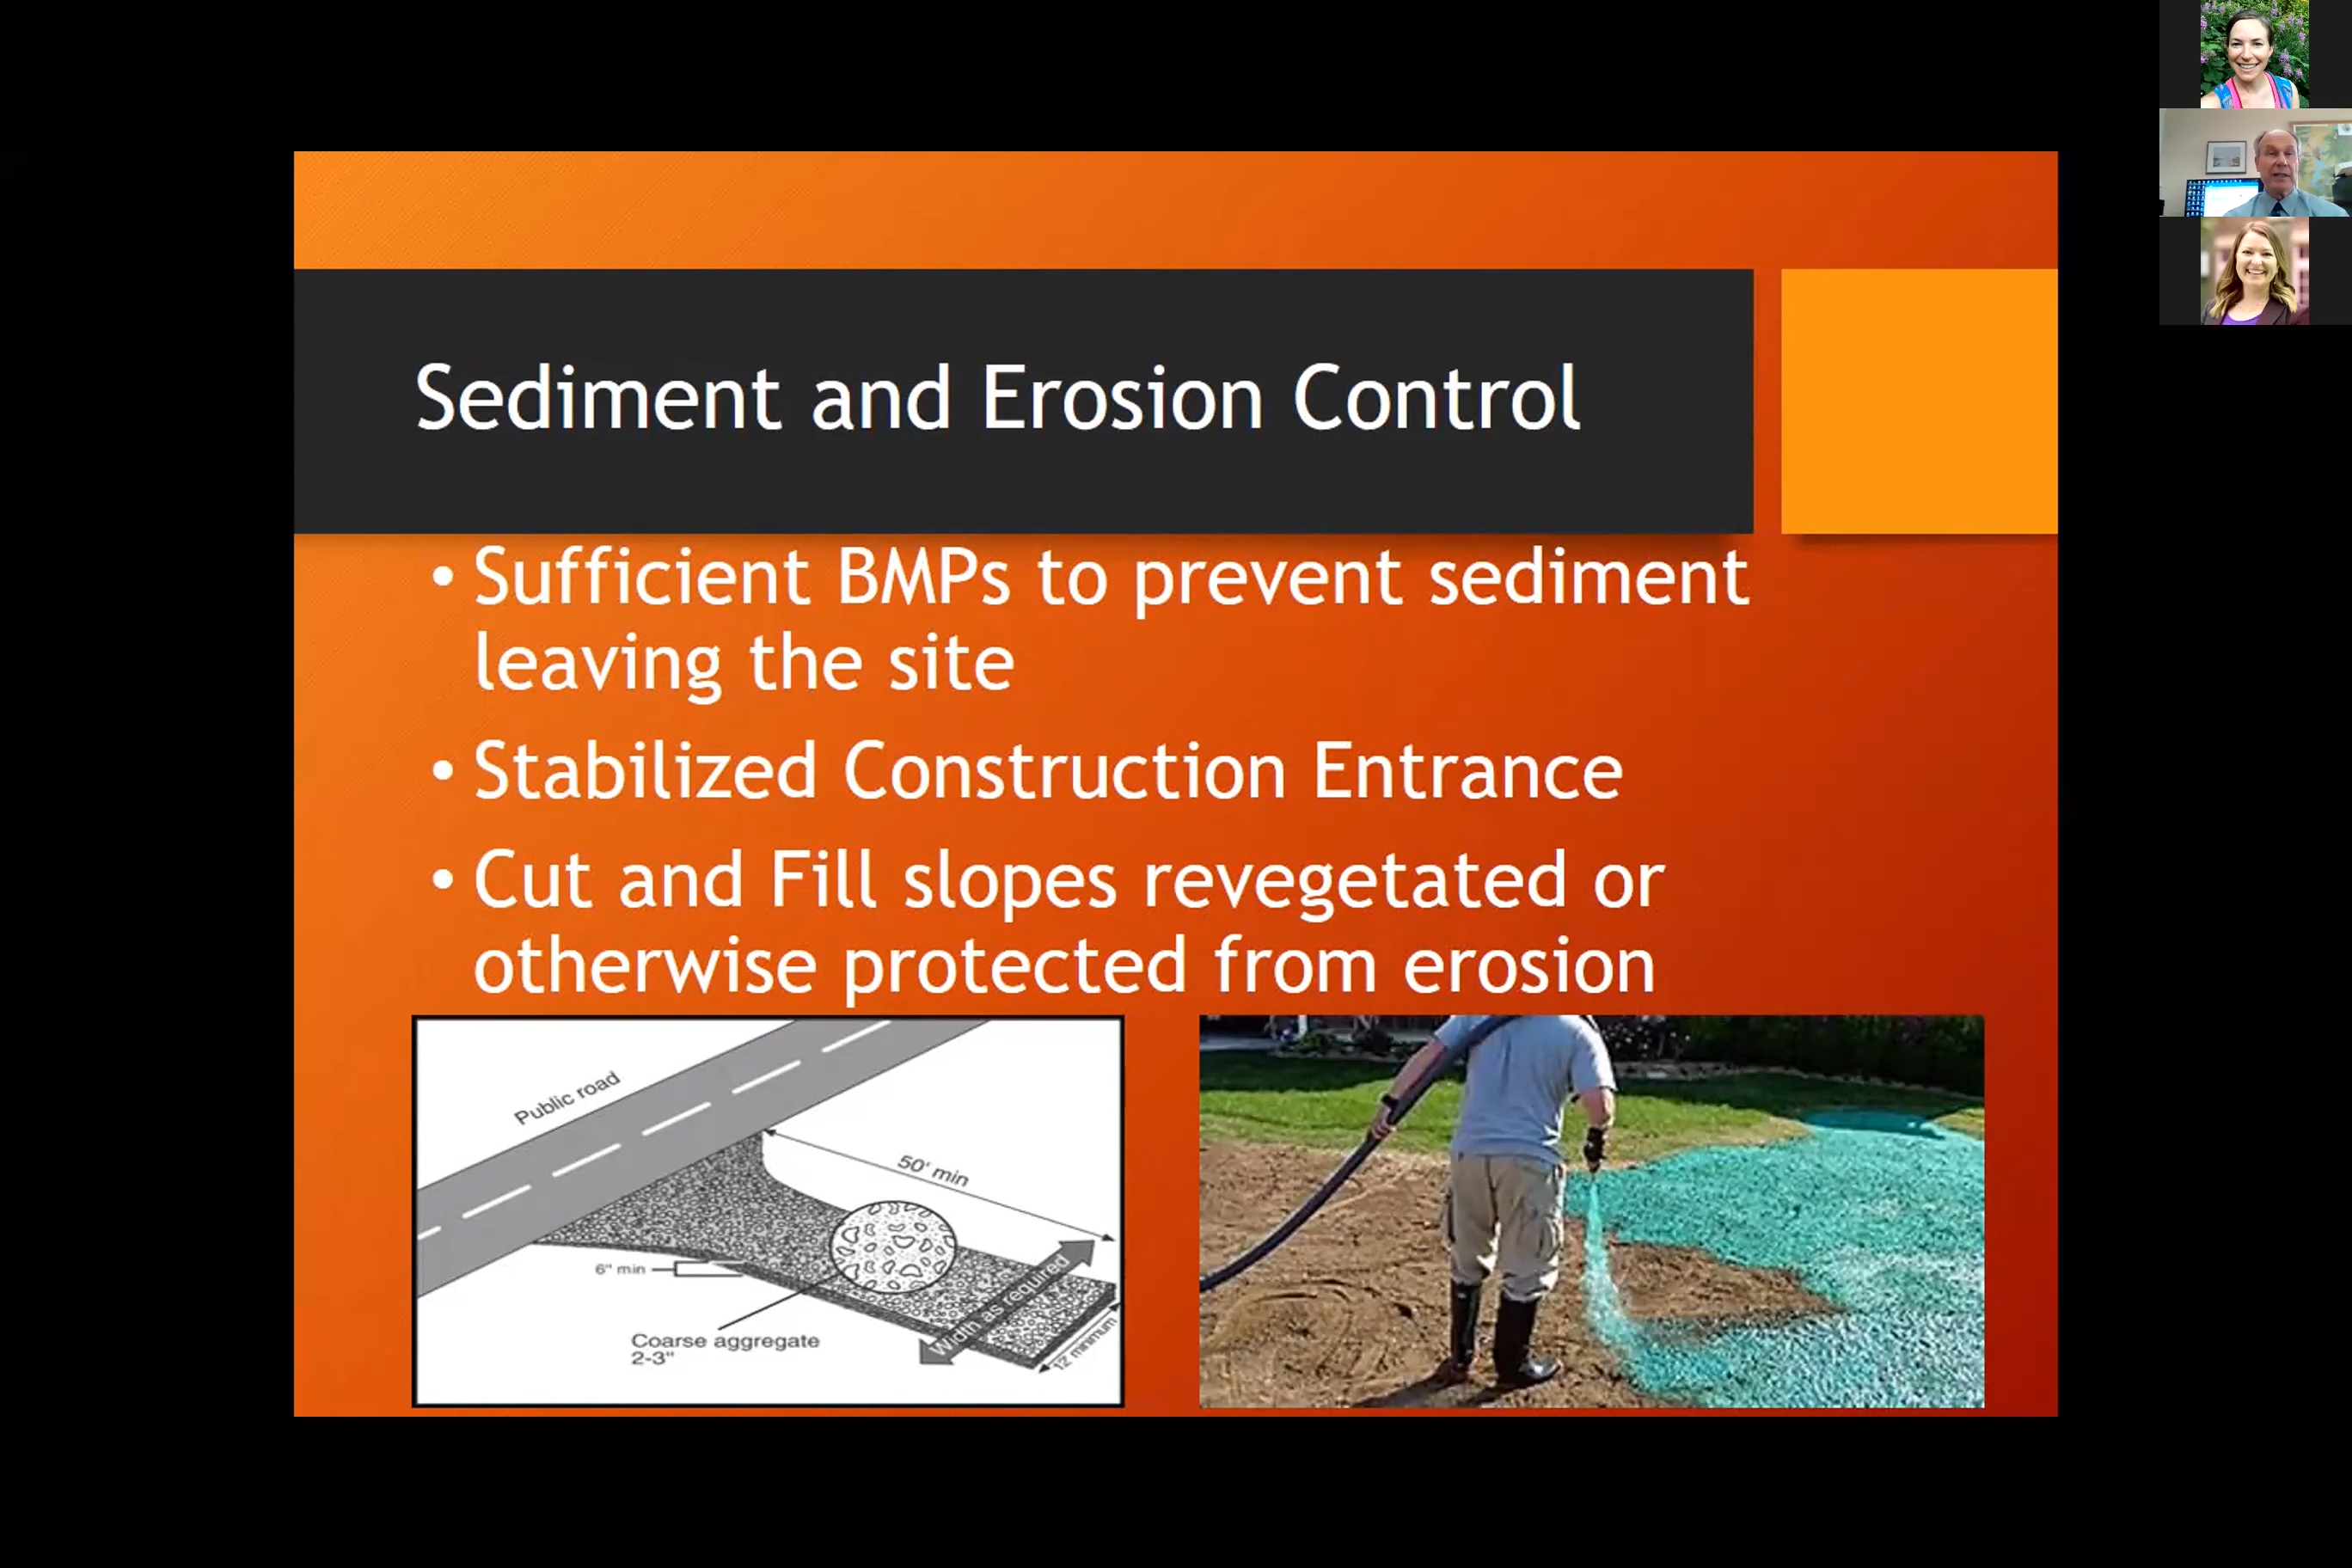 Sediment and Erosion Control
• Sufficient BMPs to prevent sediment
leaving the site
• Stabilized Construction Entrance
• Cut and Fill slopes revegetated or
otherwise protected from erosion
Public road
50' min
6" min
Width as required
Coarse aggregate
2-3"
12' minimum